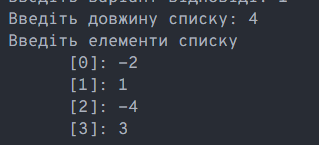 Введіть довжину списку: 4
Введіть елементи списку
[0]: -2
[1]: 1
[2]: -4
[3]: 3